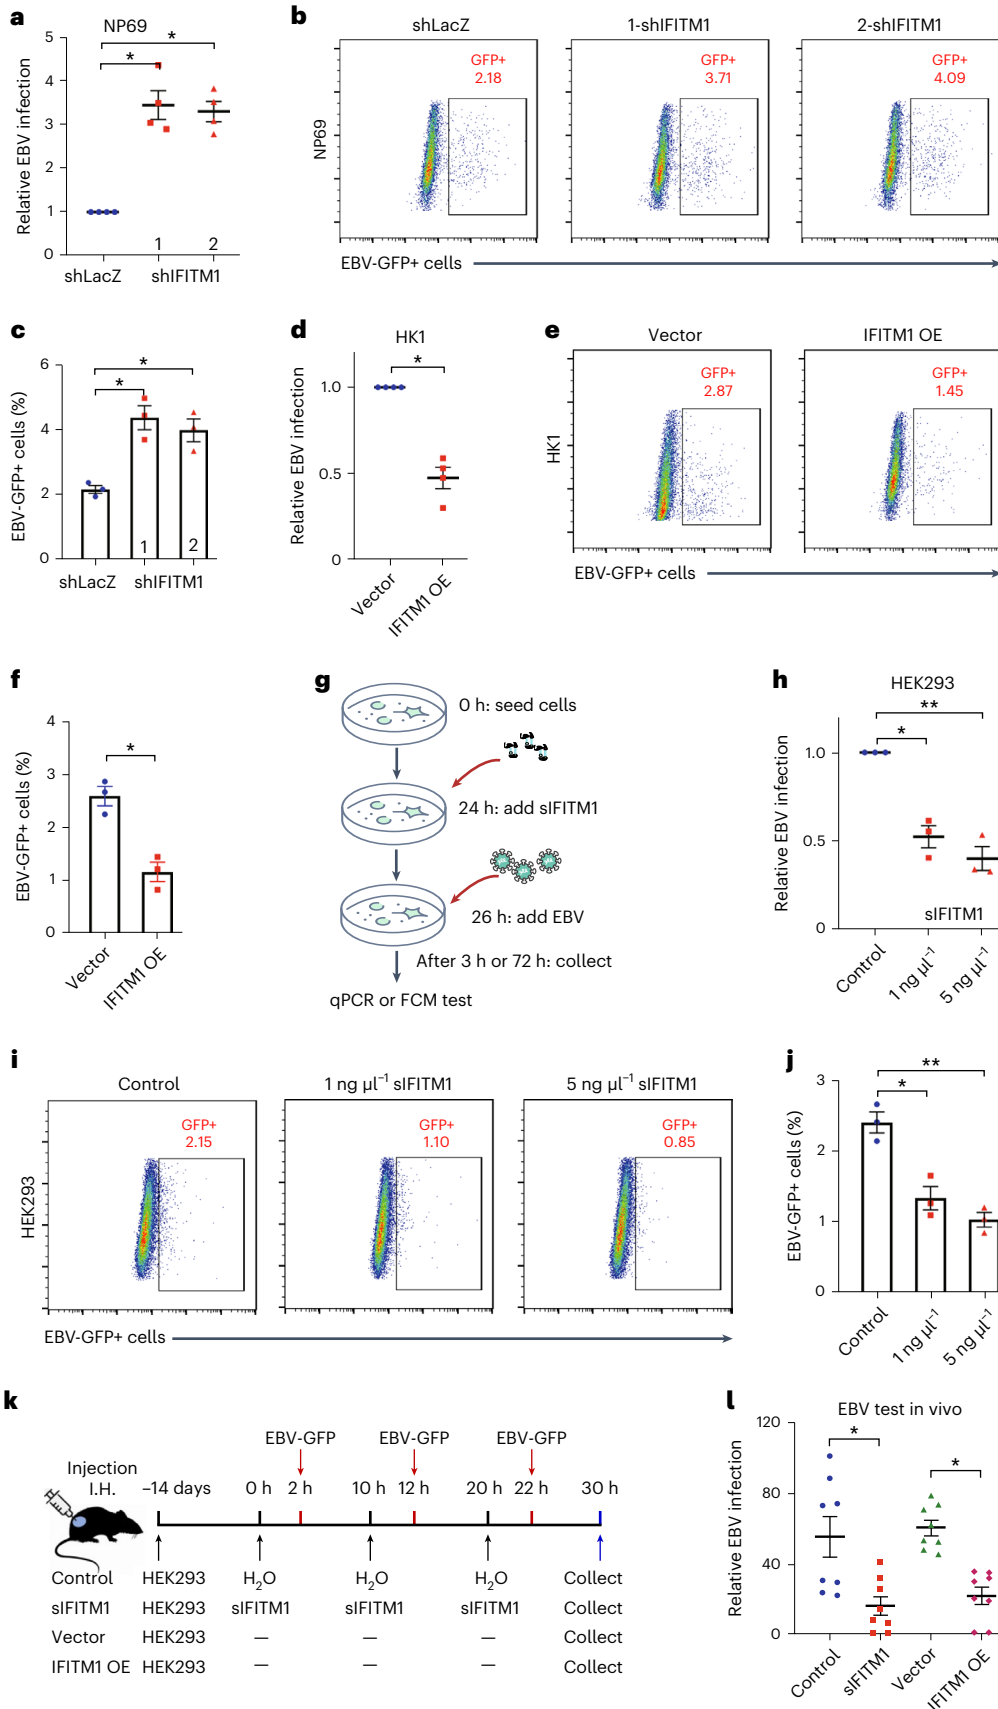 a
NP69
Relative EBV infection
5
4
3
2
1
0
* *
1 2
shLacZ shIFITM1
b
shLacZ 1-shIFITM1 2-shIFITM1
NP69
GFP+ GFP+ GFP+
2.18 3.71 4.09
EBV-GFP+ cells
c
EBV-GFP+ cells (%)
6
4
2
0
* *
1 2
shLacZ shIFITM1
d
HK1
Relative EBV infection
1.0
0.5
0
*
Vector IFITM1 OE
e
Vector IFITM1 OE
HK1
GFP+ GFP+
2.87 1.45
EBV-GFP+ cells
f
EBV-GFP+ cells (%)
4
3
2
1
0
*
Vector IFITM1 OE
g
0 h: seed cells
24 h: add sIFITM1
26 h: add EBV
After 3 h or 72 h: collect
qPCR or FCM test
h
HEK293
Relative EBV infection
1.0
0.5
0
* **
sIFITM1
Control 1 ng µl⁻¹ 5 ng µl⁻¹
i
Control 1 ng µl⁻¹ sIFITM1 5 ng µl⁻¹ sIFITM1
HEK293
GFP+ GFP+ GFP+
2.15 1.10 0.85
EBV-GFP+ cells
j
EBV-GFP+ cells (%)
3
2
1
0
* **
Control 1 ng µl⁻¹ 5 ng µl⁻¹
k
EBV-GFP EBV-GFP EBV-GFP
Injection
I.H.
–14 days 0 h 2 h 10 h 12 h 20 h 22 h 30 h
Control HEK293 H₂O H₂O H₂O Collect
sIFITM1 HEK293 sIFITM1 sIFITM1 sIFITM1 Collect
Vector HEK293 — — — Collect
IFITM1 OE HEK293 — — — Collect
l
EBV test in vivo
Relative EBV infection
120
80
40
0
* *
Control sIFITM1 Vector IFITM1 OE